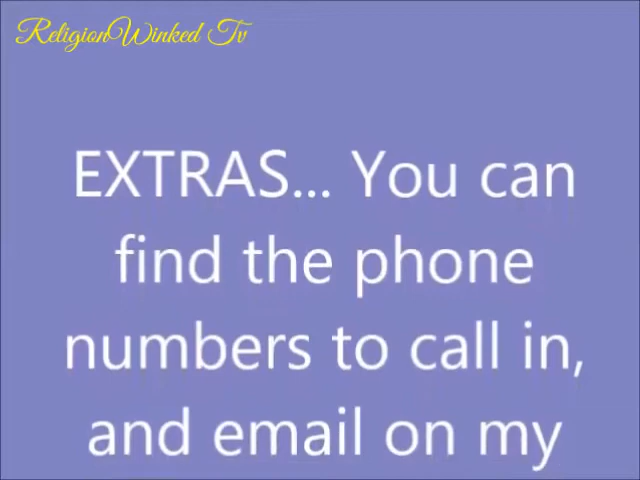 ReligionWinked Tv
EXTRAS... You can
find the phone
numbers to call in,
and email on my